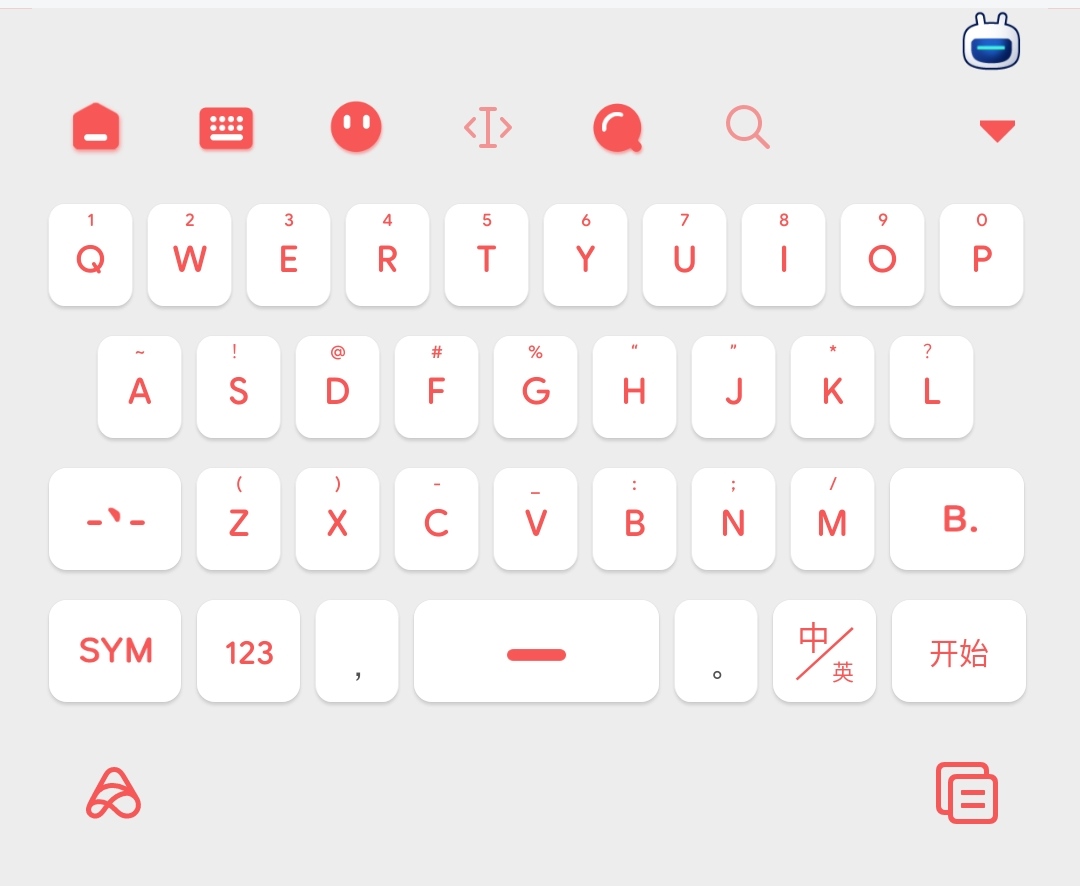 1 2 3 4 5 6 7 8 9 0
Q W E R T Y U I O P
~ ! @ # % “ ” * ?
A S D F G H J K L
( ) - _ : ; /
Z X C V B N M B.
SYM 123 , 。 中/英 开始